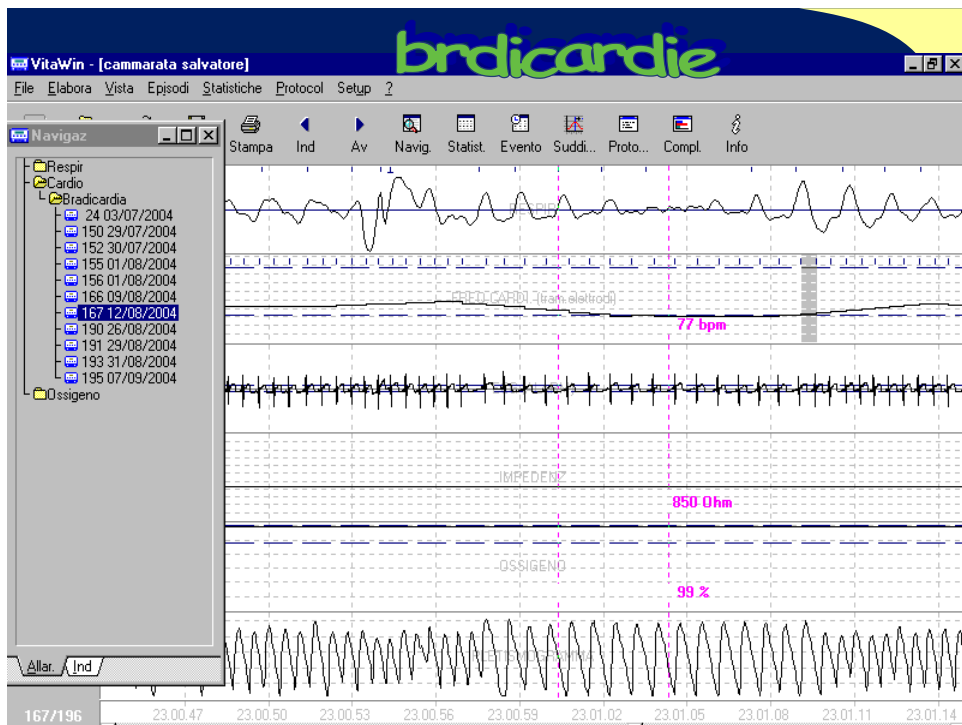 brdicardie
VitaWin - [cammarata salvatore]
File Elabora Vista Episodi Statistiche Protocol Setup ?
Navigaz
Stampa Ind Av Navig. Statist. Evento Suddi... Proto... Compl. Info
Respir
Cardio
Bradicardia
24 03/07/2004
150 29/07/2004
152 30/07/2004
155 01/08/2004
156 01/08/2004
166 09/08/2004
167 12/08/2004
190 26/08/2004
191 29/08/2004
193 31/08/2004
195 07/09/2004
Ossigeno
RESPIR
FREQ.CARDI. (tram.elettrodi)
77 bpm
IMPEDENZ
850 Ohm
OSSIGENO
99 %
PLETISMOGRAMMA
Allar. Ind
167/196 23.00.47 23.00.50 23.00.53 23.00.56 23.00.59 23.01.02 23.01.05 23.01.08 23.01.11 23.01.14